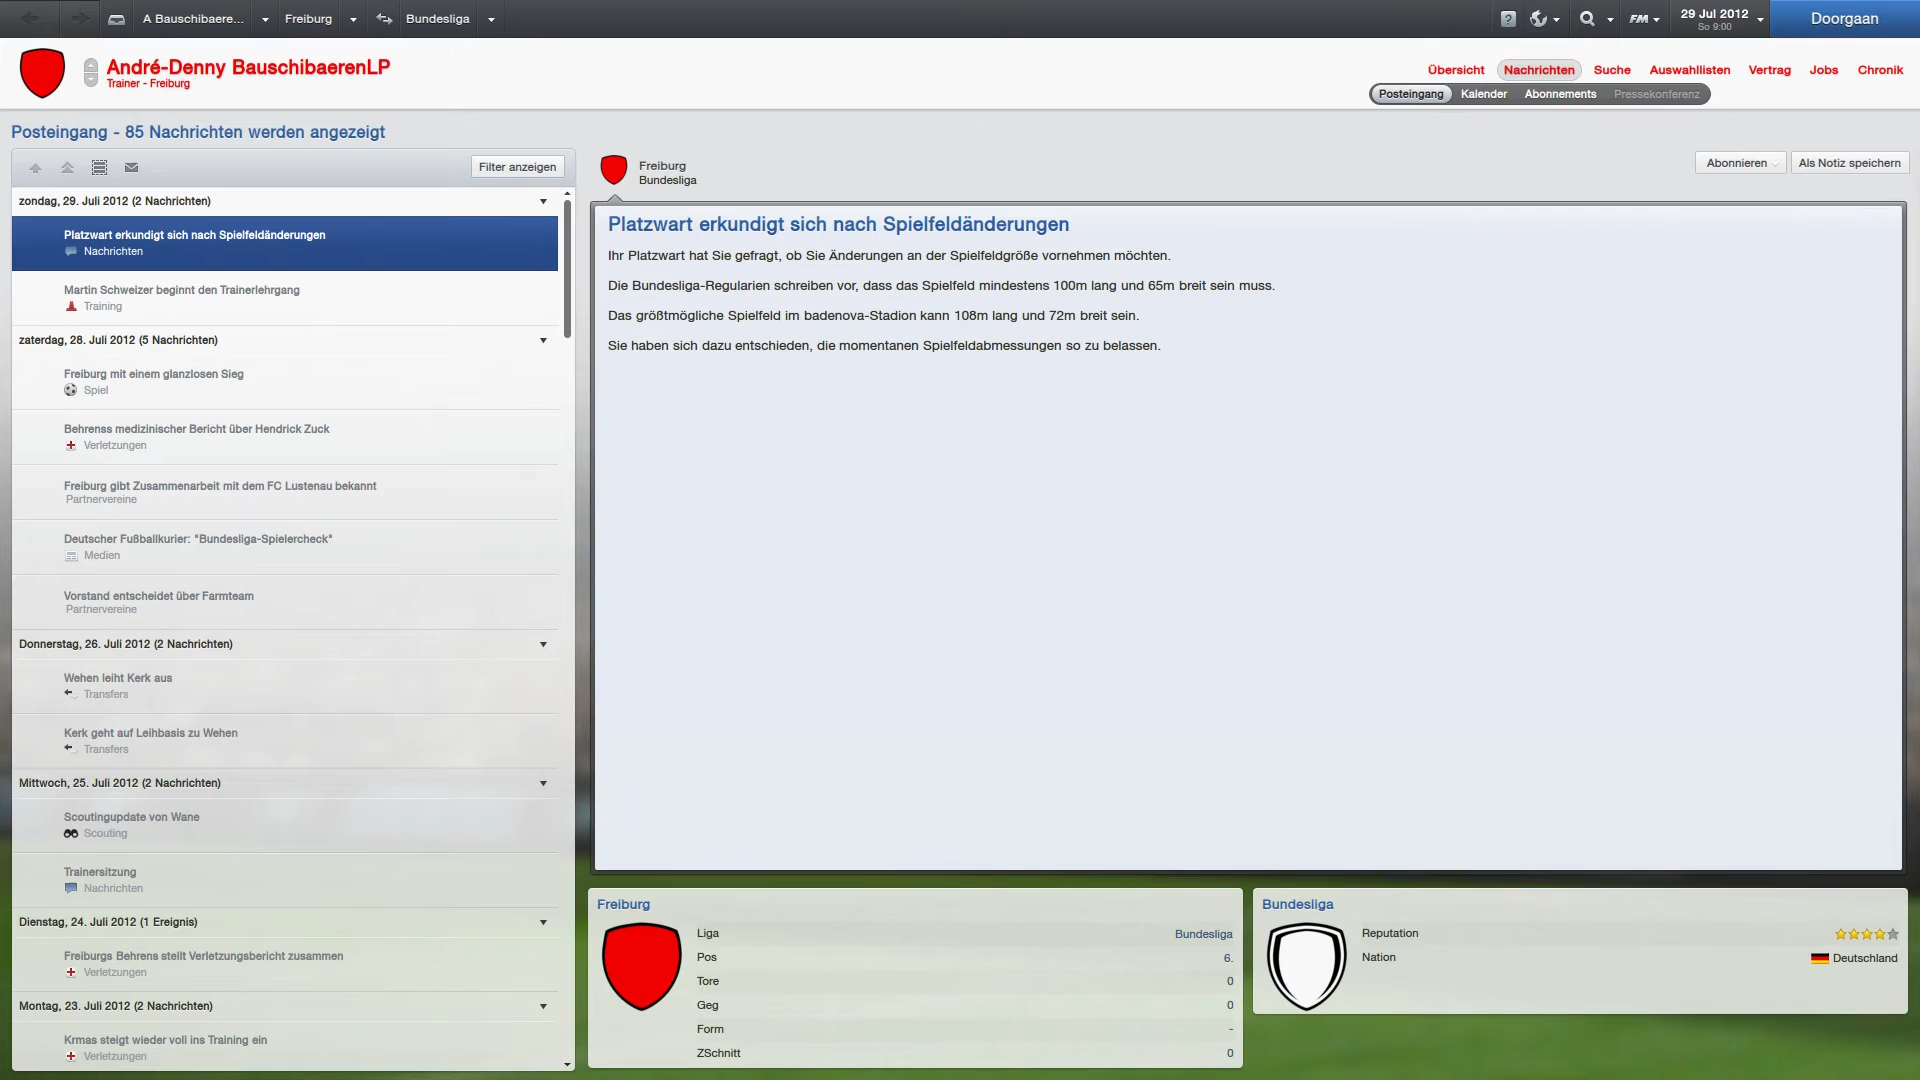 A Bauschibaere...
Freiburg
Bundesliga
FM
29 Jul 2012
So 9:00
Doorgaan
André-Denny BauschibaerenLP
Trainer - Freiburg
Übersicht
Nachrichten
Suche
Auswahllisten
Vertrag
Jobs
Chronik
Posteingang
Kalender
Abonnements
Pressekonferenz
Posteingang - 85 Nachrichten werden angezeigt
Filter anzeigen
zondag, 29. Juli 2012 (2 Nachrichten)
Platzwart erkundigt sich nach Spielfeldänderungen
Nachrichten
Martin Schweizer beginnt den Trainerlehrgang
Training
zaterdag, 28. Juli 2012 (5 Nachrichten)
Freiburg mit einem glanzlosen Sieg
Spiel
Behrenss medizinischer Bericht über Hendrick Zuck
Verletzungen
Freiburg gibt Zusammenarbeit mit dem FC Lustenau bekannt
Partnervereine
Deutscher Fußballkurier: "Bundesliga-Spielercheck"
Medien
Vorstand entscheidet über Farmteam
Partnervereine
Donnerstag, 26. Juli 2012 (2 Nachrichten)
Wehen leiht Kerk aus
Transfers
Kerk geht auf Leihbasis zu Wehen
Transfers
Mittwoch, 25. Juli 2012 (2 Nachrichten)
Scoutingupdate von Wane
Scouting
Trainersitzung
Nachrichten
Dienstag, 24. Juli 2012 (1 Ereignis)
Freiburgs Behrens stellt Verletzungsbericht zusammen
Verletzungen
Montag, 23. Juli 2012 (2 Nachrichten)
Krmas steigt wieder voll ins Training ein
Verletzungen
Freiburg
Bundesliga
Abonnieren
Als Notiz speichern
Platzwart erkundigt sich nach Spielfeldänderungen
Ihr Platzwart hat Sie gefragt, ob Sie Änderungen an der Spielfeldgröße vornehmen möchten.
Die Bundesliga-Regularien schreiben vor, dass das Spielfeld mindestens 100m lang und 65m breit sein muss.
Das größtmögliche Spielfeld im badenova-Stadion kann 108m lang und 72m breit sein.
Sie haben sich dazu entschieden, die momentanen Spielfeldabmessungen so zu belassen.
Freiburg
Liga Bundesliga
Pos 6.
Tore 0
Geg 0
Form -
ZSchnitt 0
Bundesliga
Reputation
Nation Deutschland